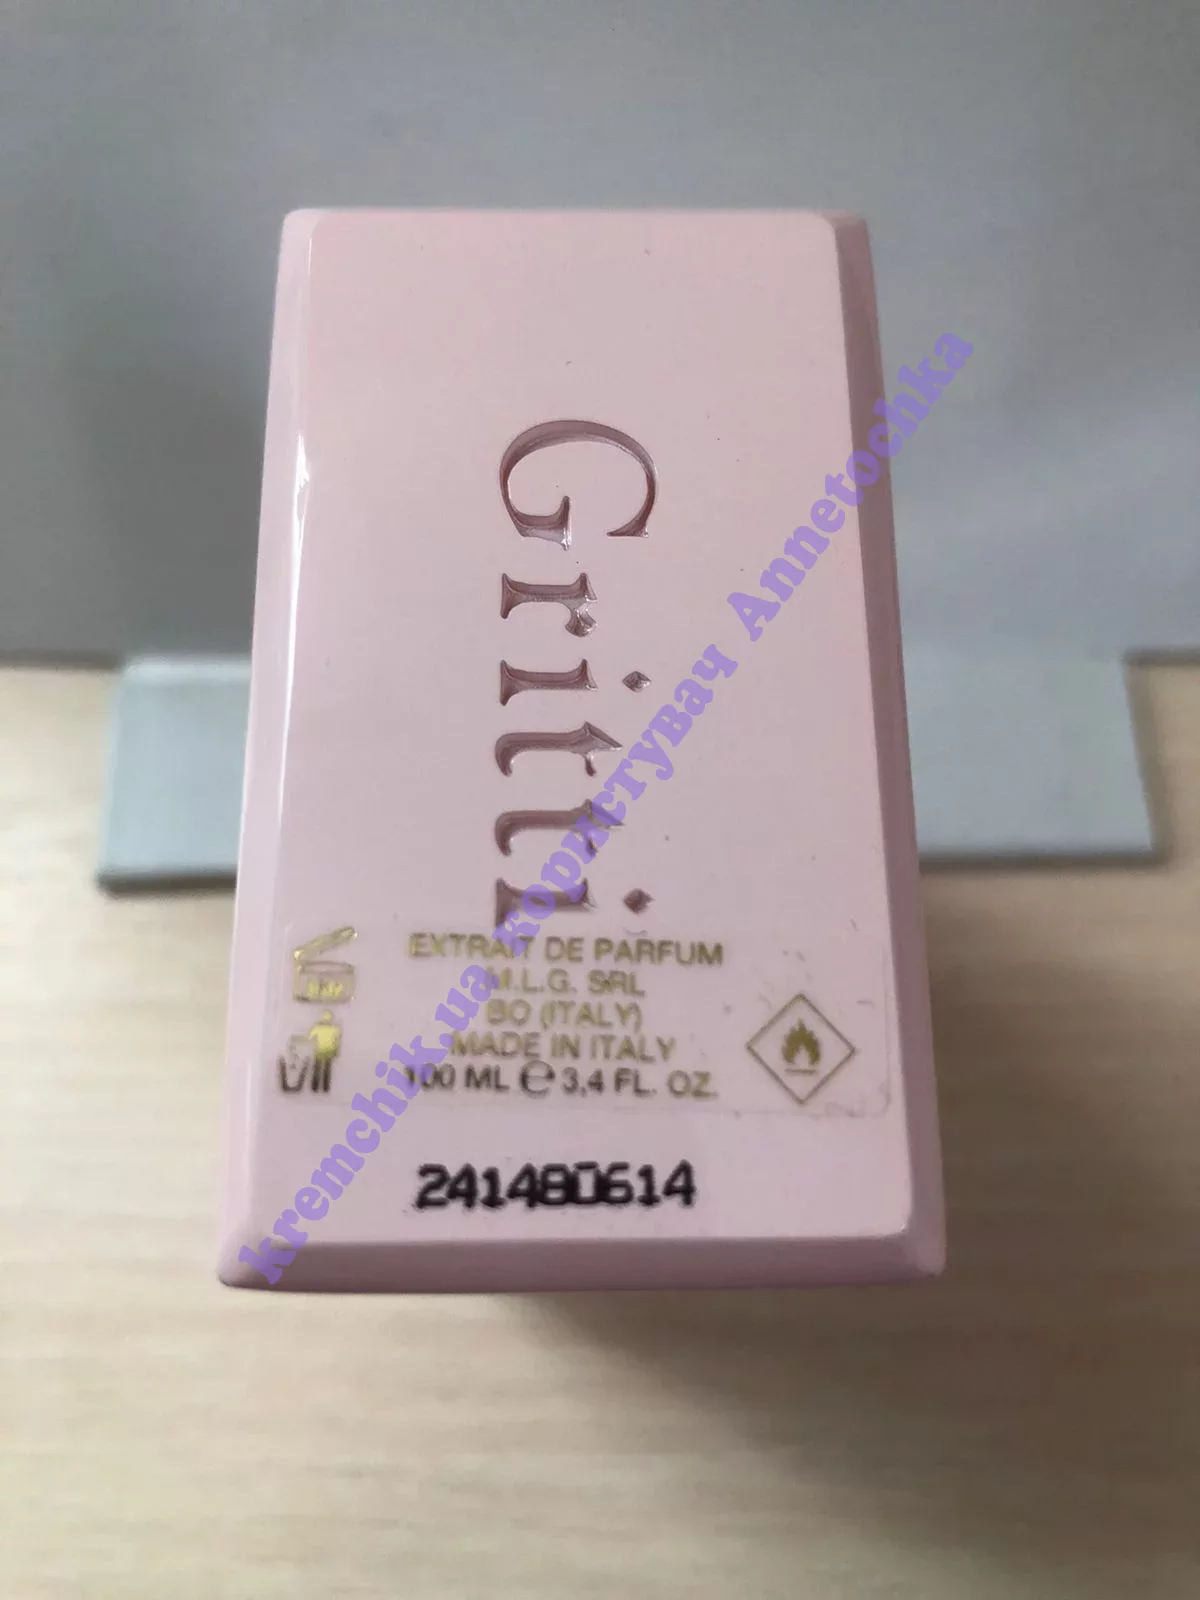 Gritti
EXTRAIT DE PARFUM
M.L.G. SRL
BO (ITALY)
MADE IN ITALY
100 ML ℮ 3,4 FL. OZ.
241480614
kremchik.ua користувач Annetochka